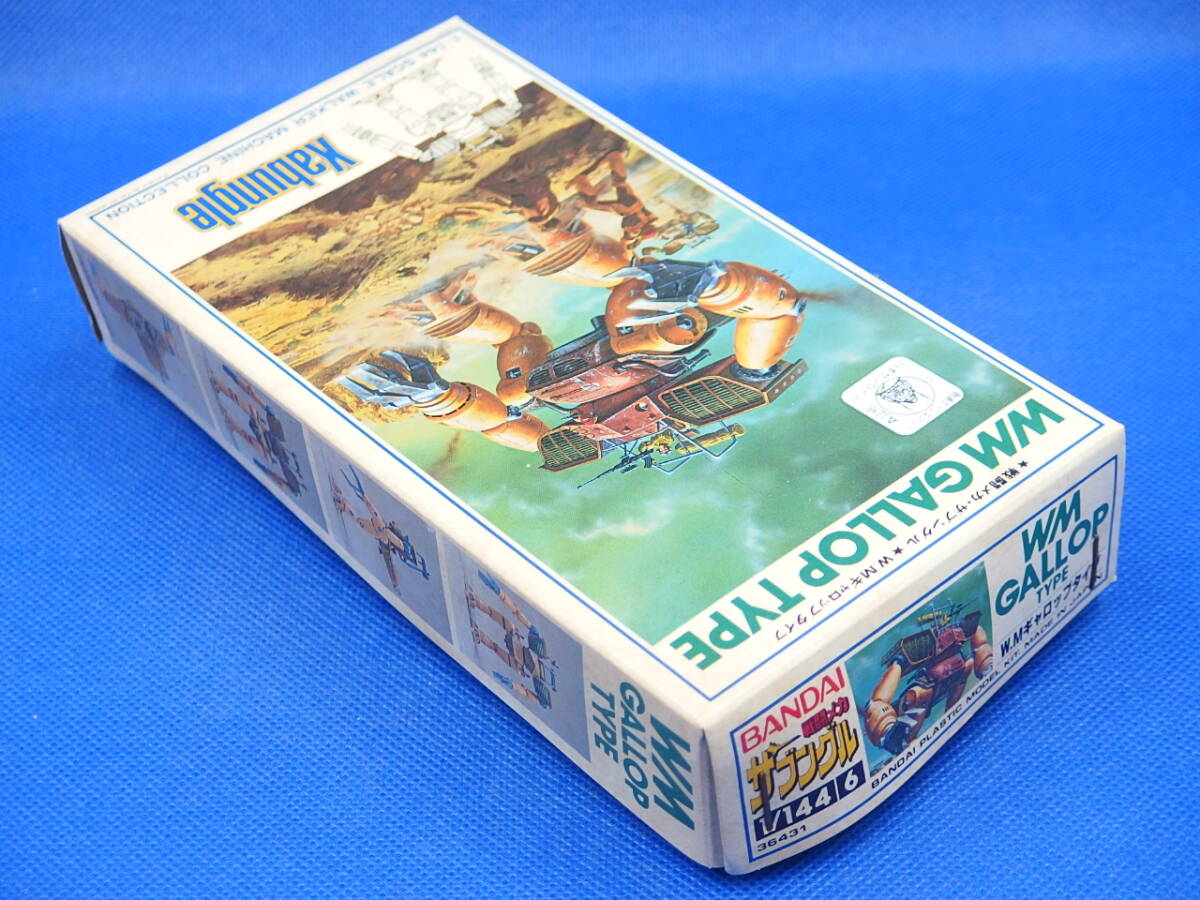 1/144 SCALE WALKER MACHINE COLLECTION
Xabungle
WM GALLOP TYPE
★戦闘メカ・ザブングル★WMギャロップタイプ
WM
GALLOP
TYPE
BANDAI
戦闘メカ
ザブングル
1/144 6
36431
WM
GALLOP
TYPE
W.Mギャロップタイプ
BANDAI PLASTIC MODEL KIT. MADE IN JAPAN